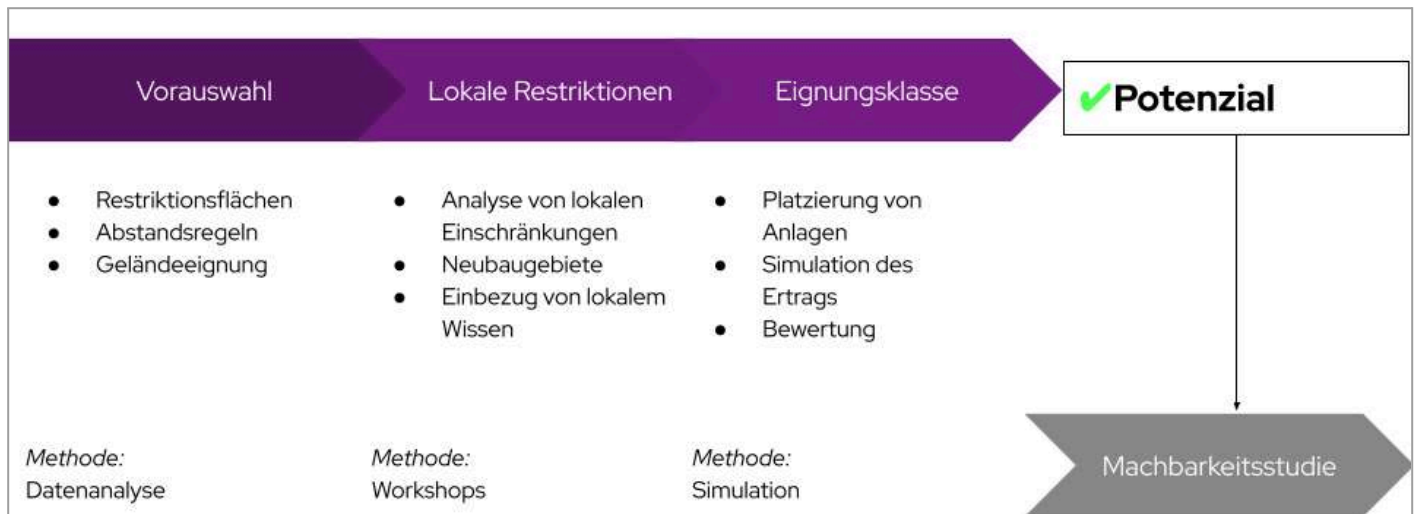 Vorauswahl
Lokale Restriktionen
Eignungsklasse
✔Potenzial
● Restriktionsflächen
● Abstandsregeln
● Geländeeignung
● Analyse von lokalen
Einschränkungen
● Neubaugebiete
● Einbezug von lokalem
Wissen
● Platzierung von
Anlagen
● Simulation des
Ertrags
● Bewertung
Methode:
Datenanalyse
Methode:
Workshops
Methode:
Simulation
Machbarkeitsstudie